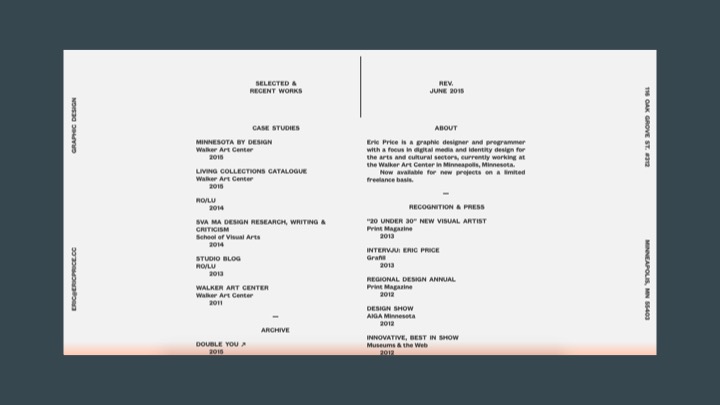 GRAPHIC DESIGN
ERIC@ERICPRICE.CC
SELECTED &
RECENT WORKS
CASE STUDIES
MINNESOTA BY DESIGN
Walker Art Center
2015
LIVING COLLECTIONS CATALOGUE
Walker Art Center
2015
RO/LU
2014
SVA MA DESIGN RESEARCH, WRITING &
CRITICISM
School of Visual Arts
2014
STUDIO BLOG
RO/LU
2013
WALKER ART CENTER
Walker Art Center
2011
—
ARCHIVE
DOUBLE YOU ↗
2015
REV.
JUNE 2015
ABOUT
Eric Price is a graphic designer and programmer
with a focus in digital media and identity design for
the arts and cultural sectors, currently working at
the Walker Art Center in Minneapolis, Minnesota.
Now available for new projects on a limited
freelance basis.
—
RECOGNITION & PRESS
"20 UNDER 30" NEW VISUAL ARTIST
Print Magazine
2013
INTERVJU: ERIC PRICE
Grafill
2013
REGIONAL DESIGN ANNUAL
Print Magazine
2012
DESIGN SHOW
AIGA Minnesota
2012
INNOVATIVE, BEST IN SHOW
Museums & the Web
2012
116 OAK GROVE ST. #312
MINNEAPOLIS, MN 55403